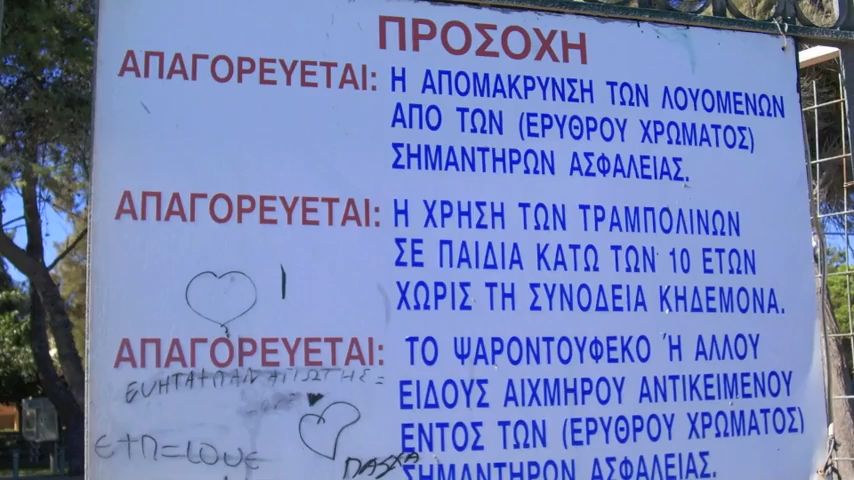 ΠΡΟΣΟΧΗ
ΑΠΑΓΟΡΕΥΕΤΑΙ: Η ΑΠΟΜΑΚΡΥΝΣΗ ΤΩΝ ΛΟΥΟΜΕΝΩΝ
ΑΠΟ ΤΩΝ (ΕΡΥΘΡΟΥ ΧΡΩΜΑΤΟΣ)
ΣΗΜΑΝΤΗΡΩΝ ΑΣΦΑΛΕΙΑΣ.
ΑΠΑΓΟΡΕΥΕΤΑΙ: Η ΧΡΗΣΗ ΤΩΝ ΤΡΑΜΠΟΛΙΝΩΝ
ΣΕ ΠΑΙΔΙΑ ΚΑΤΩ ΤΩΝ 10 ΕΤΩΝ
ΧΩΡΙΣ ΤΗ ΣΥΝΟΔΕΙΑ ΚΗΔΕΜΟΝΑ.
ΑΠΑΓΟΡΕΥΕΤΑΙ: ΤΟ ΨΑΡΟΝΤΟΥΦΕΚΟ Ή ΑΛΛΟΥ
ΕΙΔΟΥΣ ΑΙΧΜΗΡΟΥ ΑΝΤΙΚΕΙΜΕΝΟΥ
ΕΝΤΟΣ ΤΩΝ (ΕΡΥΘΡΟΥ ΧΡΩΜΑΤΟΣ)
ΣΗΜΑΝΤΗΡΩΝ ΑΣΦΑΛΕΙΑΣ.
Ε+Π=LOVE
ΠΑΣΧΑ